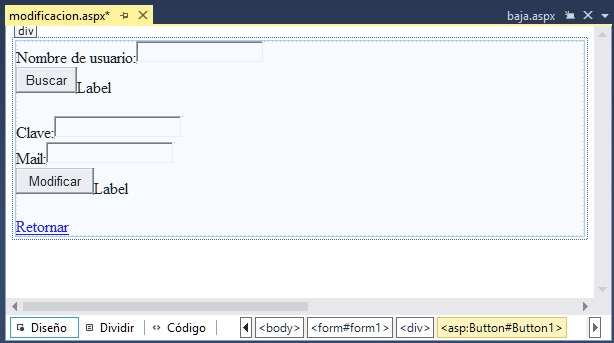 modificacion.aspx*
baja.aspx
div
Nombre de usuario:
Buscar Label
Clave:
Mail:
Modificar Label
Retornar
Diseño Dividir Código <body> <form#form1> <div> <asp:Button#Button1>